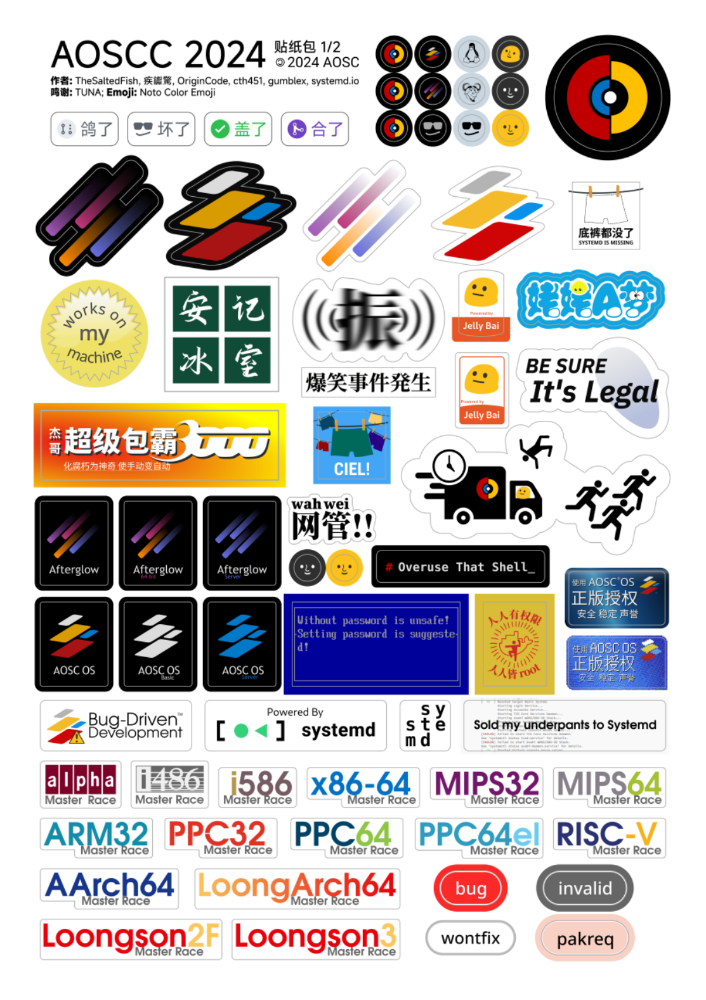 AOSCC 2024
贴纸包 1/2
2024 AOSC
作者: TheSaltedFish, OriginCode, cth451, gumblex, systemd.io
鸣谢: TUNA; Emoji: Noto Color Emoji
鸽了
坏了
盖了
合了
底裤都没了
SYSTEMD IS MISSING
works on
my
machine
安记
冰室
振
爆笑事件発生
Powered by
Jelly Bai
娃娃A梦
Powered by
Jelly Bai
BE SURE
It's Legal
杰哥
超级包霸3000
化腐朽为神奇 使手动变自动
CIEL!
wah wei
网管!!
Afterglow
Afterglow
64-bit
Afterglow
Server
# Overuse That Shell_
使用 AOSC OS
正版授权
安全 稳定 声誉
使用 AOSC OS
正版授权
安全 稳定 声誉
AOSC OS
AOSC OS
Basic
AOSC OS
Server
Without password is unsafe!
Setting password is suggeste-
d!
人人有权限
人人皆 root
Bug-Driven™
Development
Powered By
[ ● ◀ ] systemd
sy
ste
md
Sold my underpants to Systemd
alpha
Master Race
i486
Master Race
i586
Master Race
x86-64
Master Race
MIPS32
Master Race
MIPS64
Master Race
ARM32
Master Race
PPC32
Master Race
PPC64
Master Race
PPC64el
Master Race
RISC-V
Master Race
AArch64
Master Race
LoongArch64
Master Race
bug
invalid
Loongson2F
Master Race
Loongson3
Master Race
wontfix
pakreq